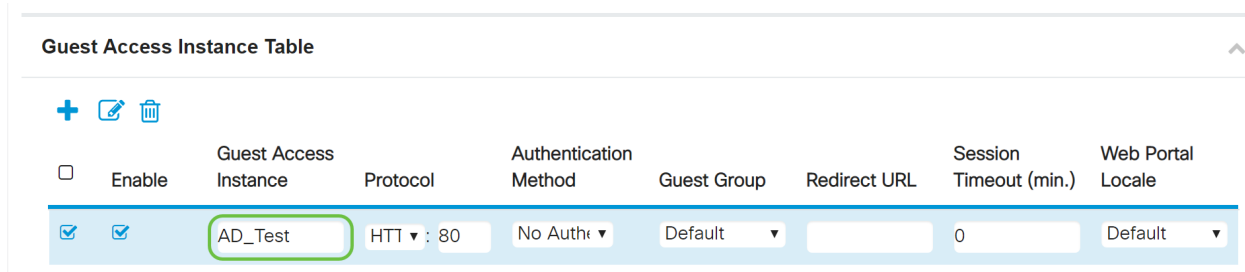 Guest Access Instance Table
Guest Access Authentication Session Web Portal
Enable Instance Protocol Method Guest Group Redirect URL Timeout (min.) Locale
AD_Test HTT : 80 No Authe Default 0 Default